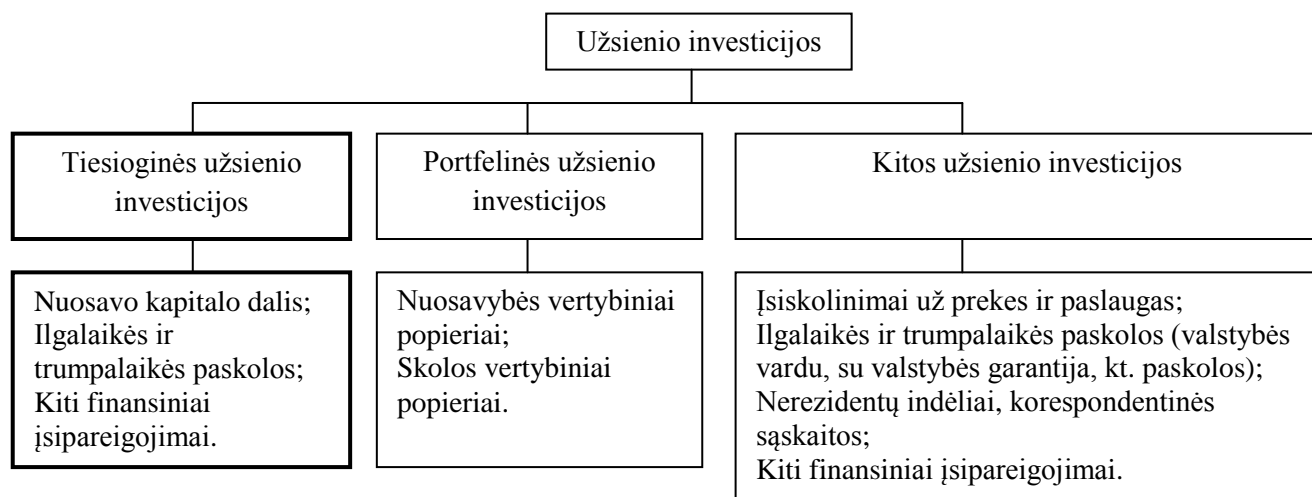 Užsienio investicijos
Tiesioginės užsienio
investicijos
Portfelinės užsienio
investicijos
Kitos užsienio investicijos
Nuosavo kapitalo dalis;
Ilgalaikės ir
trumpalaikės paskolos;
Kiti finansiniai
įsipareigojimai.
Nuosavybės vertybiniai
popieriai;
Skolos vertybiniai
popieriai.
Įsiskolinimai už prekes ir paslaugas;
Ilgalaikės ir trumpalaikės paskolos (valstybės
vardu, su valstybės garantija, kt. paskolos);
Nerezidentų indėliai, korespondentinės
sąskaitos;
Kiti finansiniai įsipareigojimai.